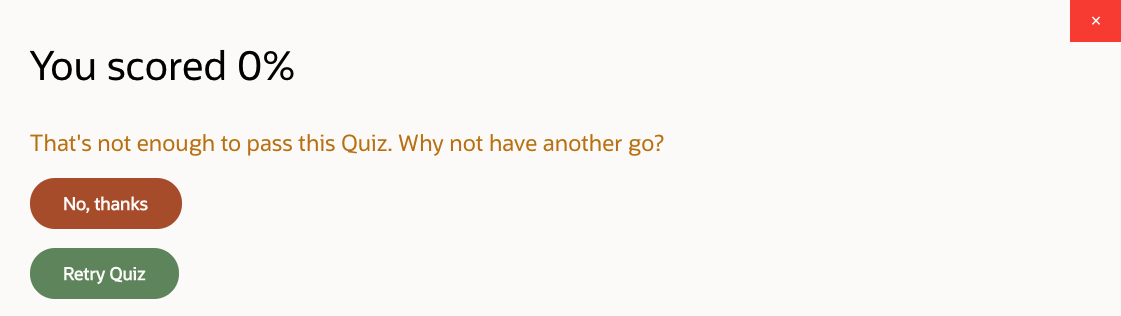 ×
You scored 0%
That's not enough to pass this Quiz. Why not have another go?
No, thanks
Retry Quiz